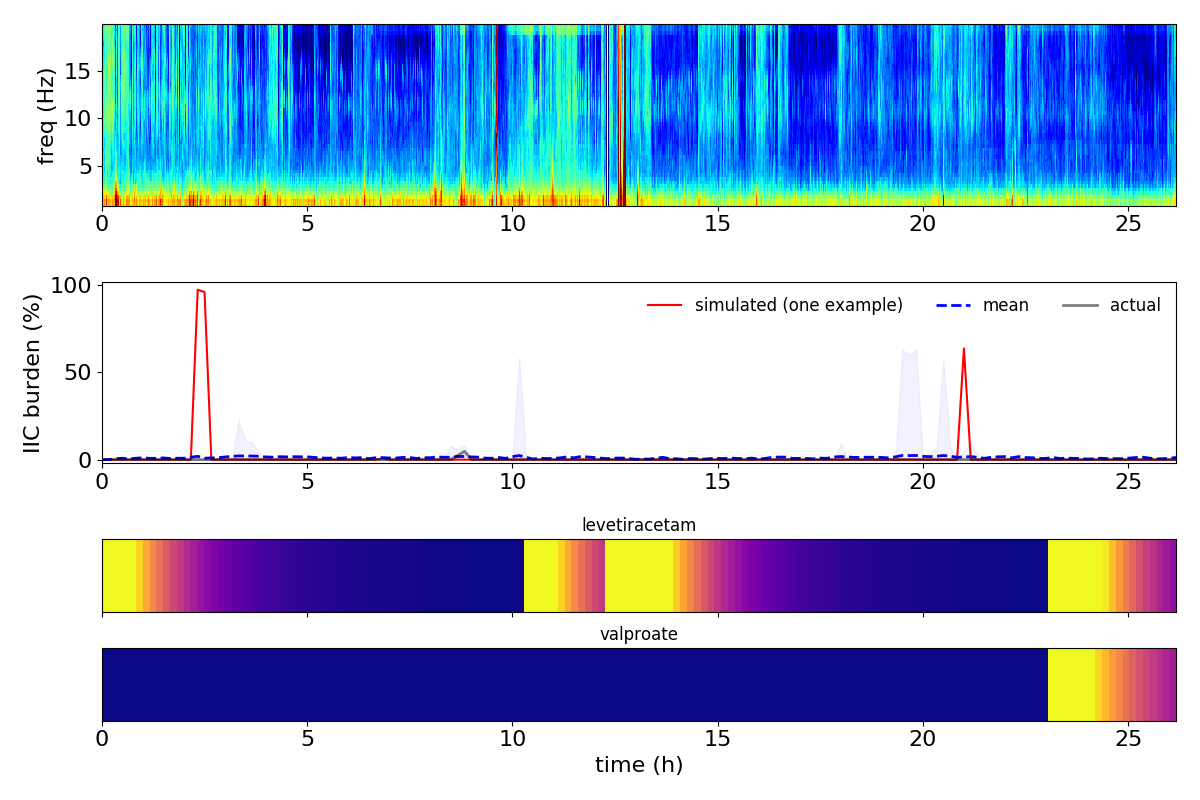 15
10
5
freq (Hz)
0 5 10 15 20 25
100
50
0
IIC burden (%)
simulated (one example) mean actual
0 5 10 15 20 25
levetiracetam
valproate
0 5 10 15 20 25
time (h)